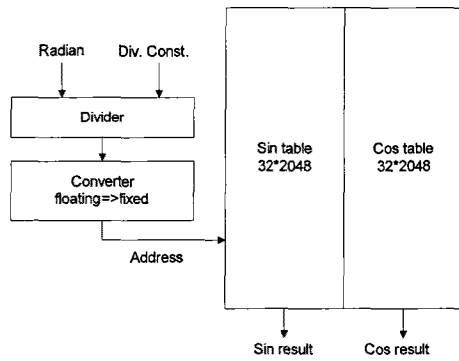 Radian
Div. Const.
Divider
Converter
floating=>fixed
Address
Sin table
32*2048
Cos table
32*2048
Sin result
Cos result